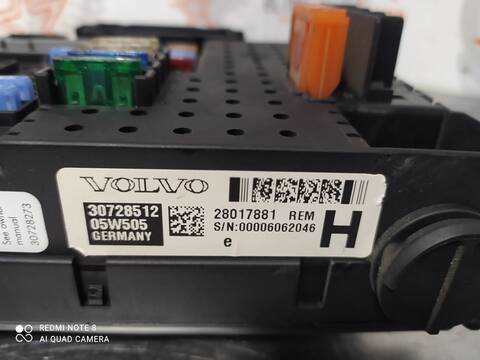 VOLVO
30728512
05W505
GERMANY
28017881 REM
S/N:00006062046
e
H
See owner
manual
30728273
REDMI NOTE 8
AI QUAD CAMERA